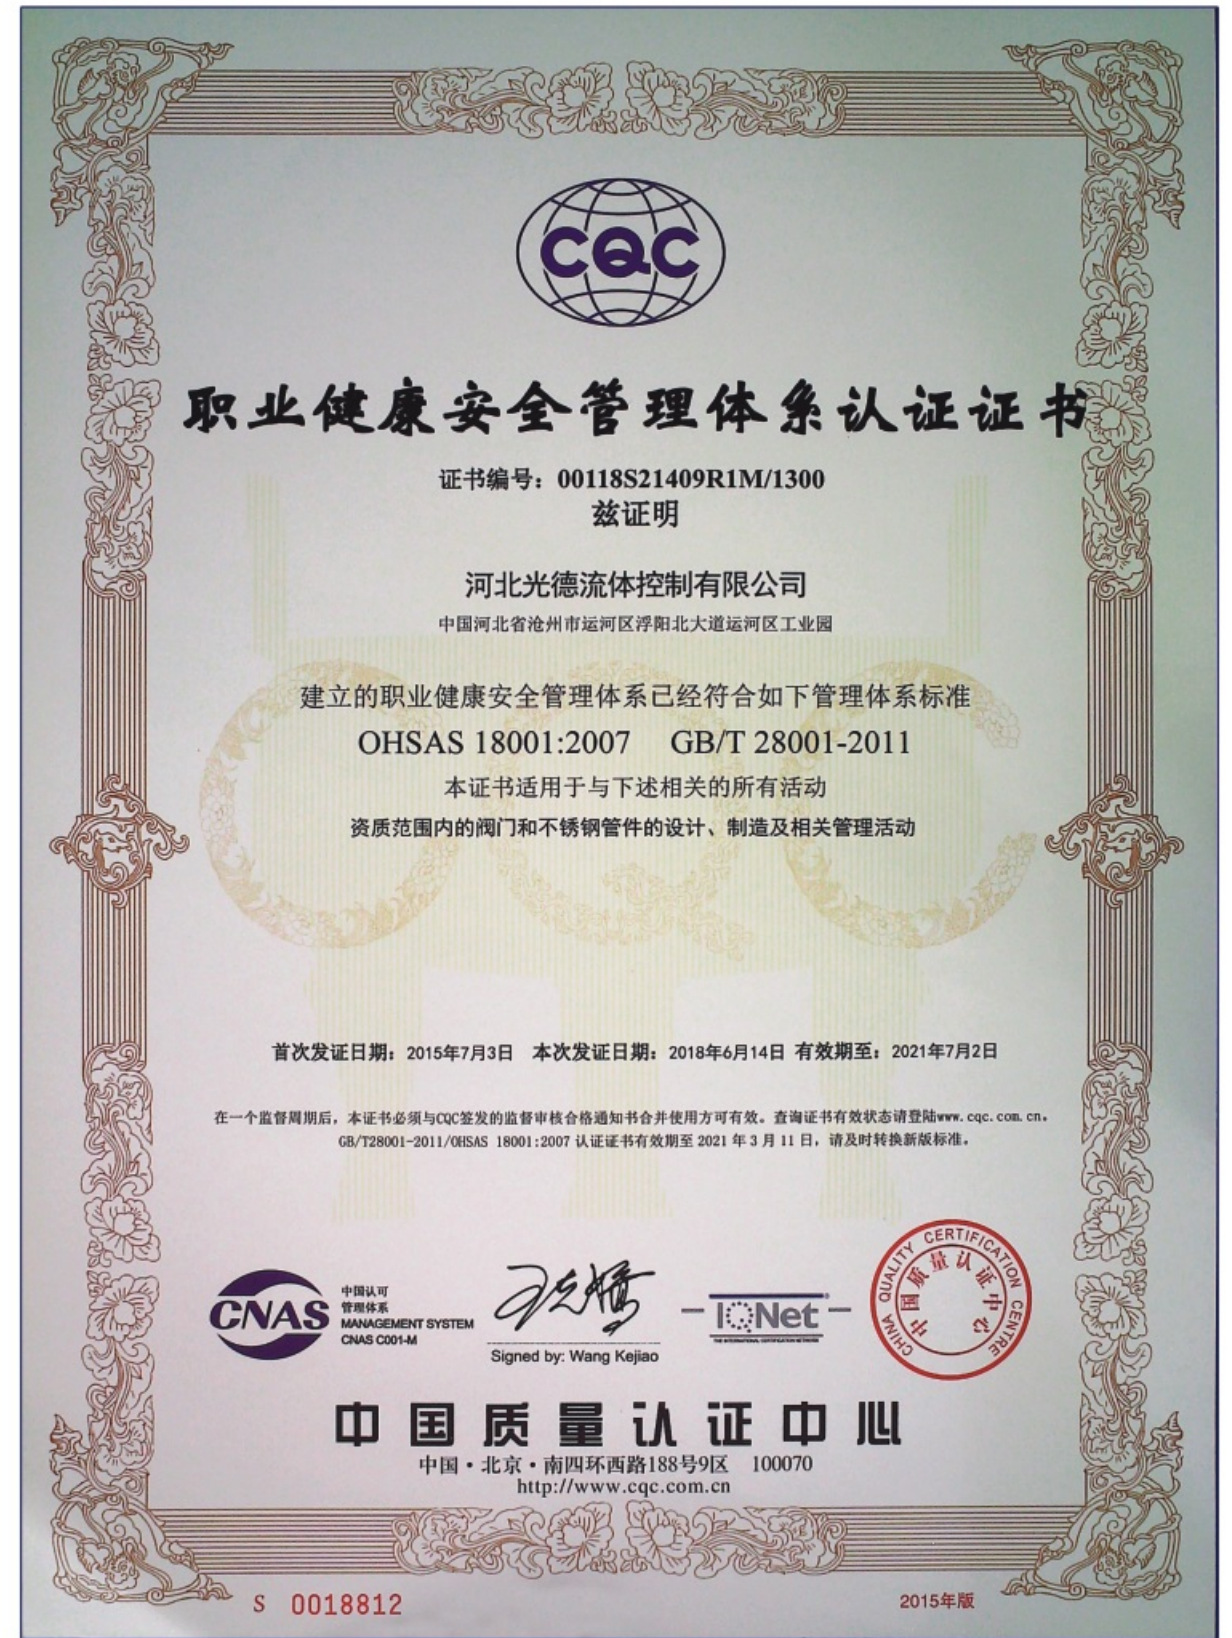 CQC
职业健康安全管理体系认证证书
证书编号：00118S21409R1M/1300
兹证明
河北光德流体控制有限公司
中国河北省沧州市运河区浮阳北大道运河区工业园
建立的职业健康安全管理体系已经符合如下管理体系标准
OHSAS 18001:2007 GB/T 28001-2011
本证书适用于与下述相关的所有活动
资质范围内的阀门和不锈钢管件的设计、制造及相关管理活动
首次发证日期：2015年7月3日 本次发证日期：2018年6月14日 有效期至：2021年7月2日
在一个监督周期后，本证书必须与CQC签发的监督审核合格通知书合并使用方可有效。查询证书有效状态请登陆www.cqc.com.cn。
GB/T28001-2011/OHSAS 18001:2007 认证证书有效期至 2021 年 3 月 11 日，请及时转换新版标准。
CNAS
中国认可
管理体系
MANAGEMENT SYSTEM
CNAS C001-M
王克娇
Signed by: Wang Kejiao
IQNet
THE INTERNATIONAL CERTIFICATION NETWORK
CHINA QUALITY CERTIFICATION CENTRE
中国质量认证中心
中国质量认证中心
中国·北京·南四环西路188号9区 100070
http://www.cqc.com.cn
S 0018812
2015年版